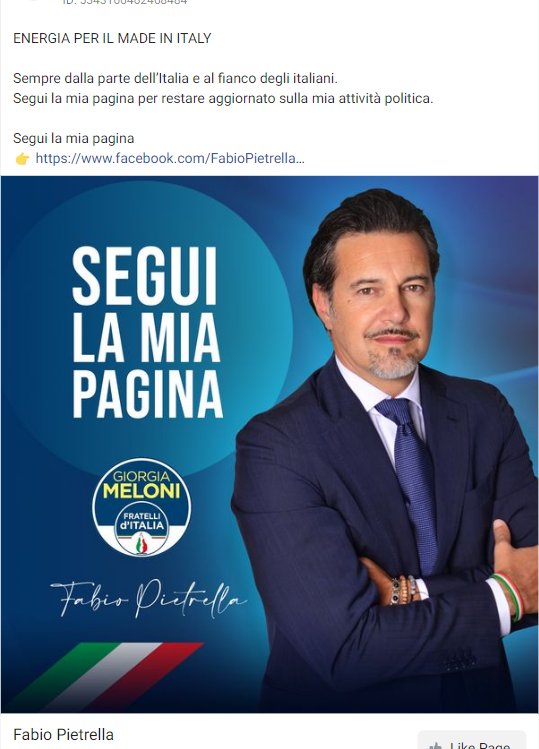 ID: 5343100402468484
ENERGIA PER IL MADE IN ITALY
Sempre dalla parte dell'Italia e al fianco degli italiani.
Segui la mia pagina per restare aggiornato sulla mia attività politica.
Segui la mia pagina
👉 https://www.facebook.com/FabioPietrella...
SEGUI
LA MIA
PAGINA
GIORGIA
MELONI
FRATELLI
d'ITALIA
Fabio Pietrella
Fabio Pietrella
Like Page